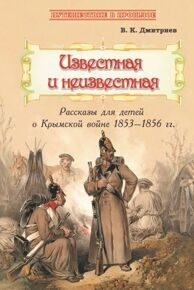 ПУТЕШЕСТВИЕ В ПРОШЛОЕ
В. К. Дмитриев
Известная
и неизвестная
Рассказы для детей
о Крымской войне 1853–1856 гг.